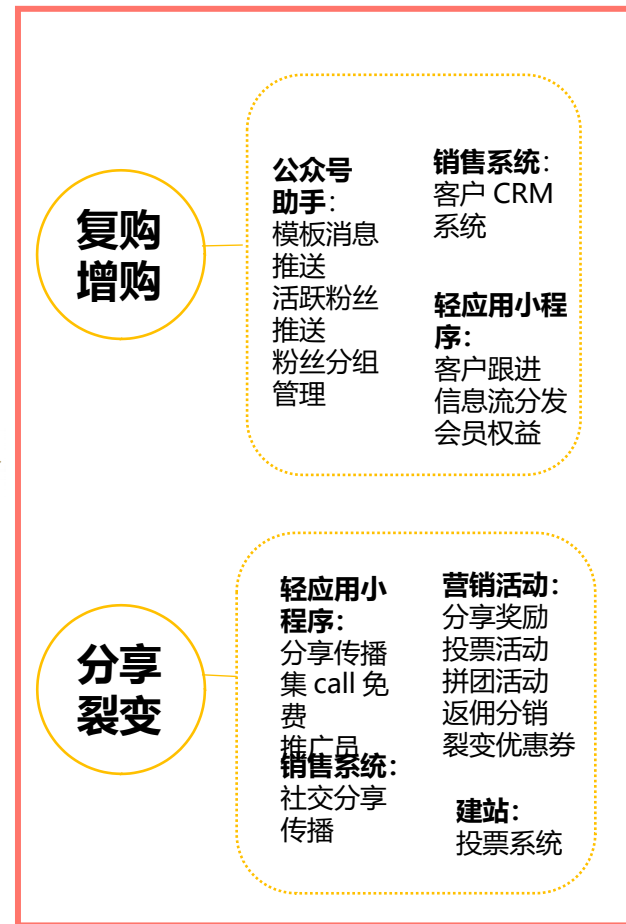 复购
增购
公众号
助手：
模板消息
推送
活跃粉丝
推送
粉丝分组
管理
销售系统：
客户 CRM
系统
轻应用小程
序：
客户跟进
信息流分发
会员权益
分享
裂变
轻应用小
程序：
分享传播
集 call 免
费
推广员
销售系统：
社交分享
传播
营销活动：
分享奖励
投票活动
拼团活动
返佣分销
裂变优惠券
建站：
投票系统